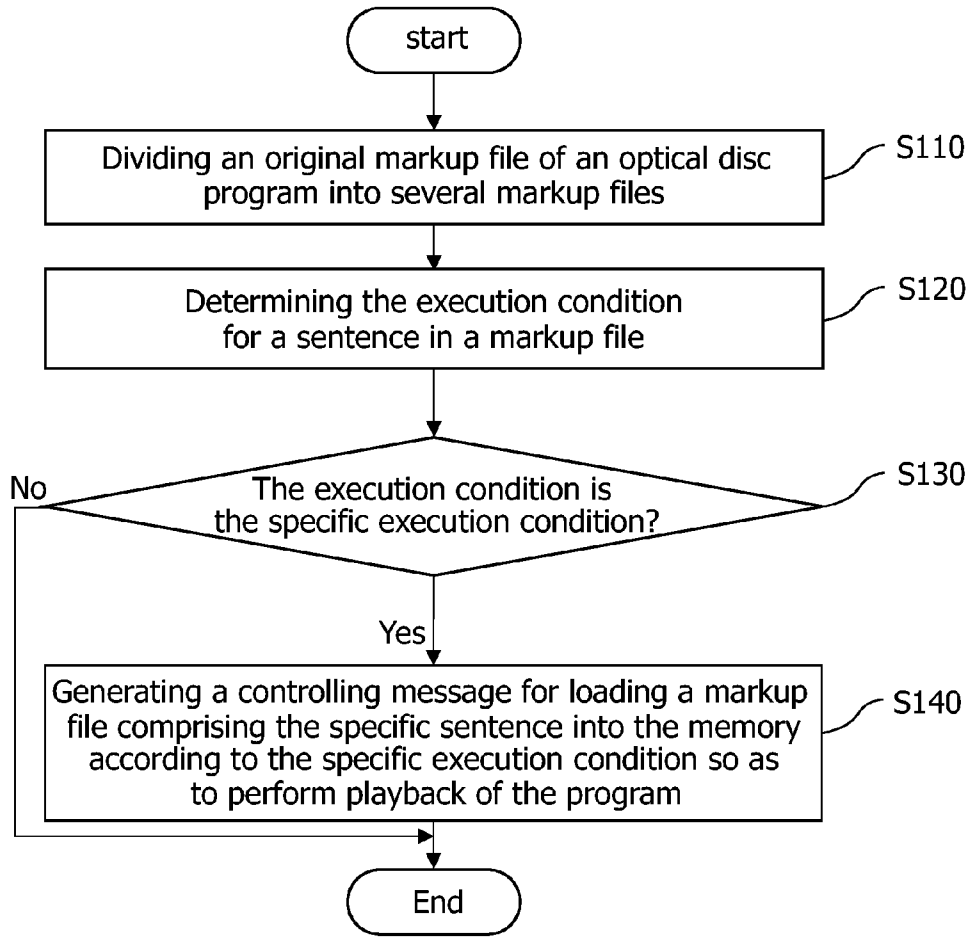 start
Dividing an original markup file of an optical disc
program into several markup files
S110
Determining the execution condition
for a sentence in a markup file
S120
The execution condition is
the specific execution condition?
S130
No
Yes
Generating a controlling message for loading a markup
file comprising the specific sentence into the memory
according to the specific execution condition so as
to perform playback of the program
S140
End